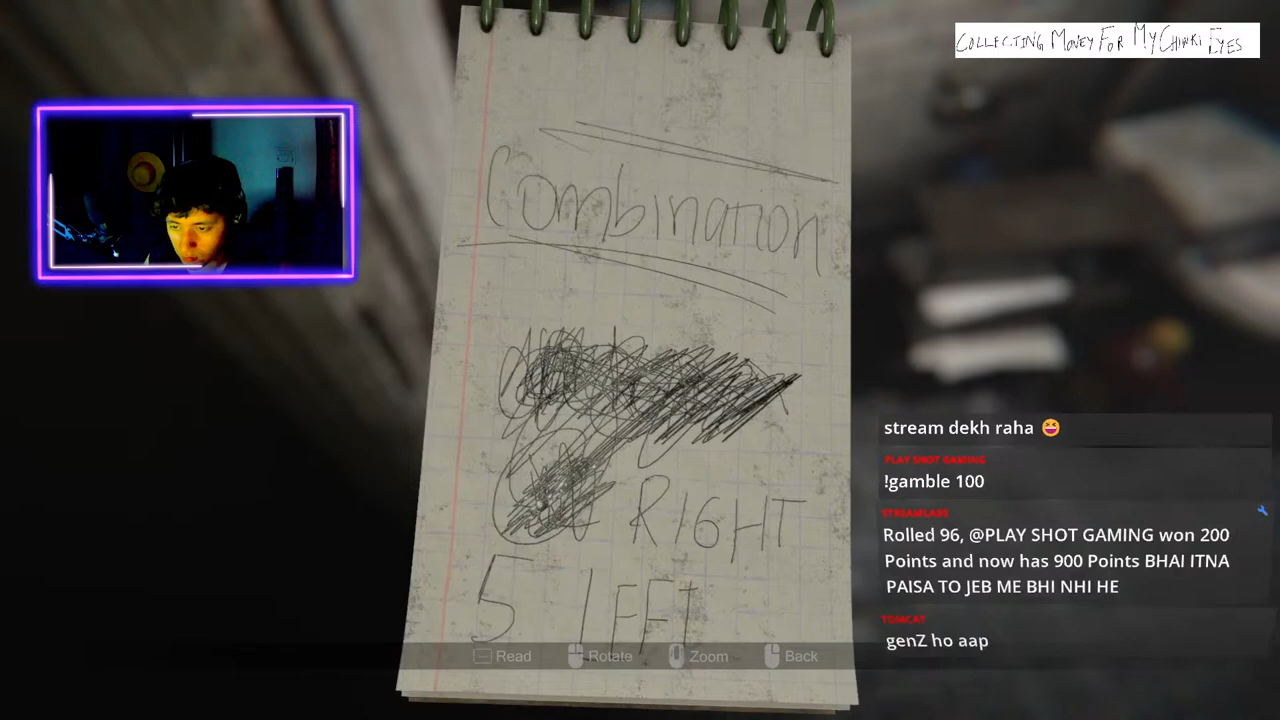 COLLECTING MONEY FOR MY CHINKI EYES
Combination
RIGHT
5 LEFT
Read Rotate Zoom Back
stream dekh raha 😆
PLAY SHOT GAMING
!gamble 100
STREAMLABS
Rolled 96, @PLAY SHOT GAMING won 200
Points and now has 900 Points BHAI ITNA
PAISA TO JEB ME BHI NHI HE
TOMCAT
genZ ho aap